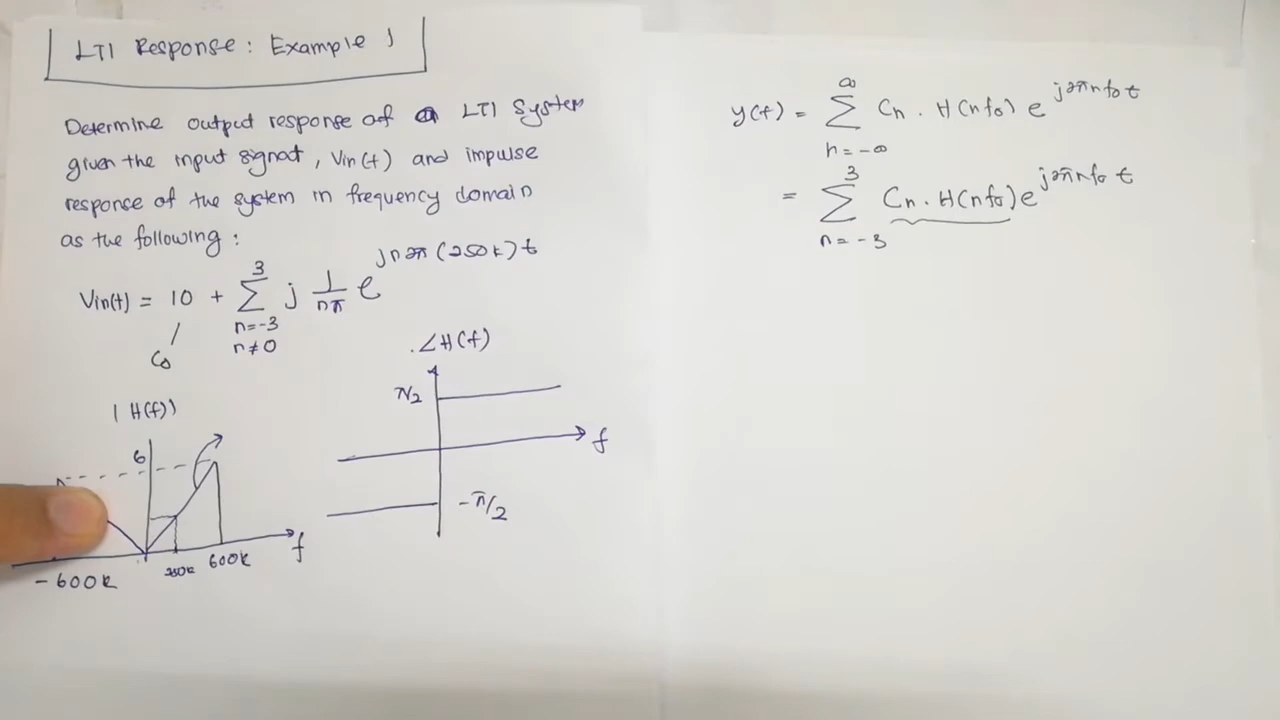 LTI Response: Example 1
Determine output response of a LTI System
given the input signal, Vin(t) and impulse
response of the system in frequency domain
as the following:
Vin(t) = 10 + 3∑n=-3 n≠0 j 1/nπ e^jn2π(250k)t
C0
|H(f)|
6
-600k 250k 600k f
∠H(f)
π/2
f
-π/2
y(t) = ∞∑n=-∞ Cn . H(nf0) e^j2πnf0t
= 3∑n=-3 Cn . H(nf0) e^j2πnf0t